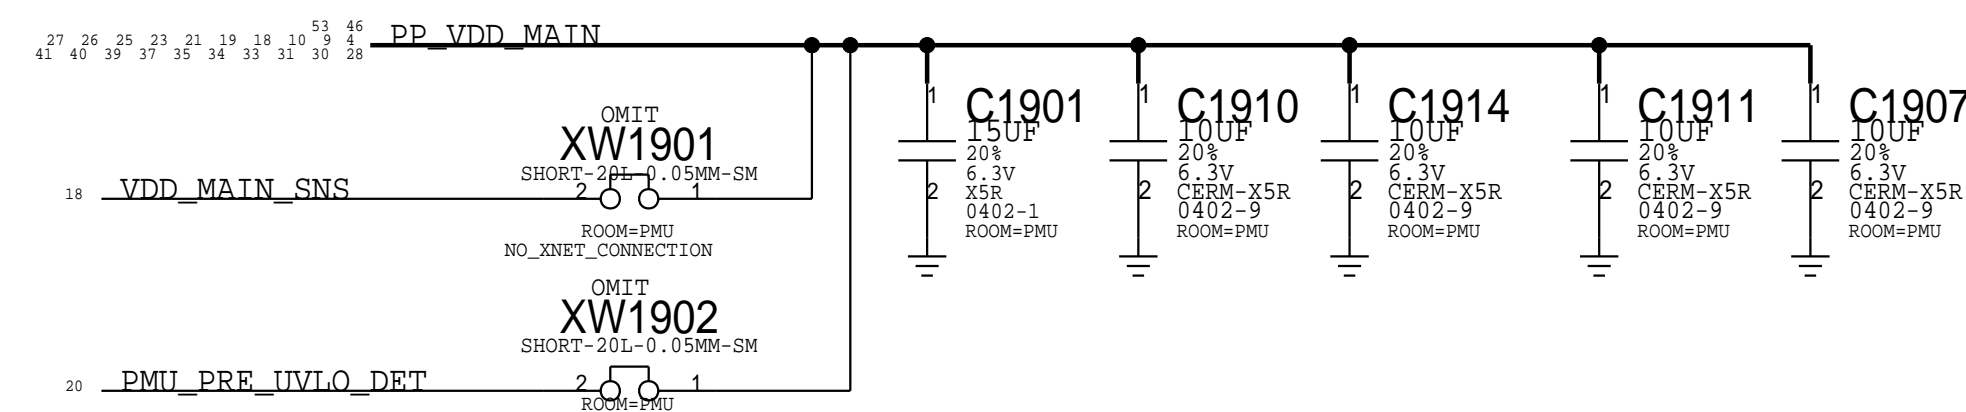 53 46
27 26 25 23 21 19 18 10 9 4
41 40 39 37 35 34 33 31 30 28
PP_VDD_MAIN
OMIT
XW1901
SHORT-20L-0.05MM-SM
18 VDD_MAIN_SNS 2 1
ROOM=PMU
NO_XNET_CONNECTION
OMIT
XW1902
SHORT-20L-0.05MM-SM
20 PMU_PRE_UVLO_DET 2 1
ROOM=PMU
1
C1901
15UF
20%
6.3V
2 X5R
0402-1
ROOM=PMU
1
C1910
10UF
20%
6.3V
2 CERM-X5R
0402-9
ROOM=PMU
1
C1914
10UF
20%
6.3V
2 CERM-X5R
0402-9
ROOM=PMU
1
C1911
10UF
20%
6.3V
2 CERM-X5R
0402-9
ROOM=PMU
1
C1907
10UF
20%
6.3V
2 CERM-X5R
0402-9
ROOM=PMU